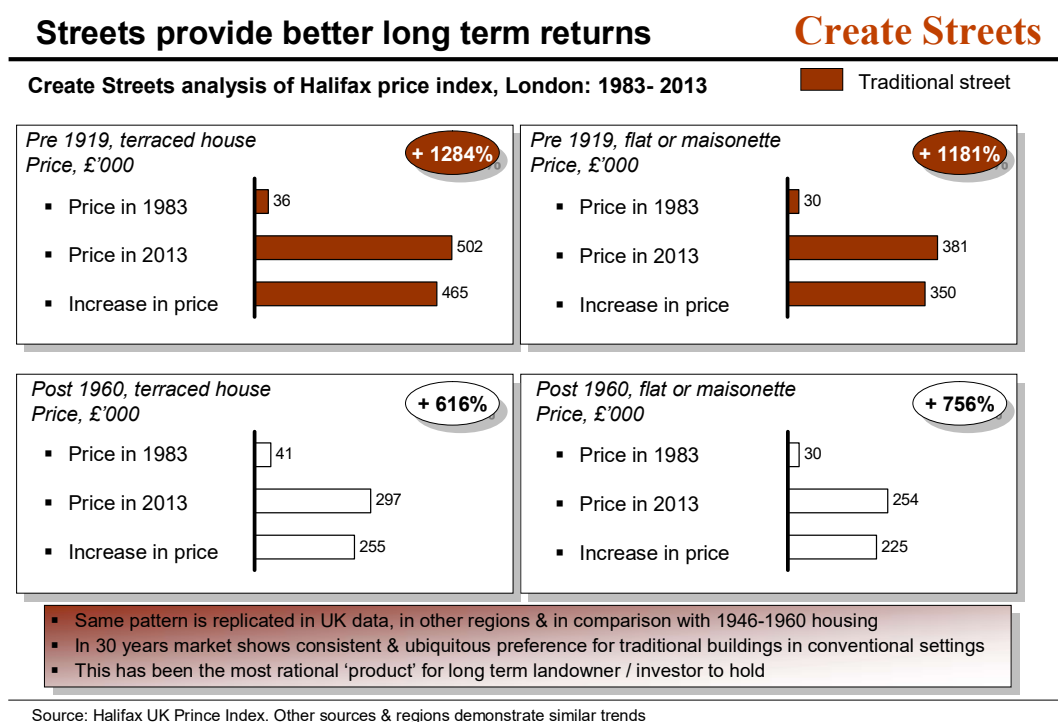 Streets provide better long term returns
Create Streets
Create Streets analysis of Halifax price index, London: 1983- 2013
Traditional street
Pre 1919, terraced house
Price, £’000
+ 1284%
▪ Price in 1983
36
▪ Price in 2013
502
▪ Increase in price
465
Pre 1919, flat or maisonette
Price, £’000
+ 1181%
▪ Price in 1983
30
▪ Price in 2013
381
▪ Increase in price
350
Post 1960, terraced house
Price, £’000
+ 616%
▪ Price in 1983
41
▪ Price in 2013
297
▪ Increase in price
255
Post 1960, flat or maisonette
Price, £’000
+ 756%
▪ Price in 1983
30
▪ Price in 2013
254
▪ Increase in price
225
▪ Same pattern is replicated in UK data, in other regions & in comparison with 1946-1960 housing
▪ In 30 years market shows consistent & ubiquitous preference for traditional buildings in conventional settings
▪ This has been the most rational ‘product’ for long term landowner / investor to hold
Source: Halifax UK Prince Index. Other sources & regions demonstrate similar trends